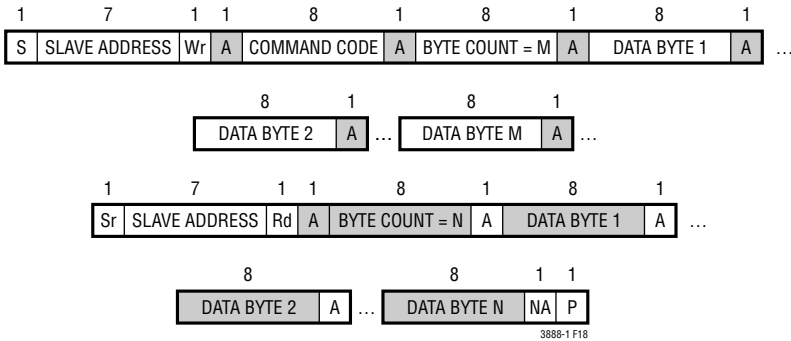 1 7 1 1 8 1 8 1 8 1
S SLAVE ADDRESS Wr A COMMAND CODE A BYTE COUNT = M A DATA BYTE 1 A …
8 1 8 1
DATA BYTE 2 A … DATA BYTE M A …
1 7 1 1 8 1 8 1
Sr SLAVE ADDRESS Rd A BYTE COUNT = N A DATA BYTE 1 A …
8 1 8 1 1
DATA BYTE 2 A … DATA BYTE N NA P
3888-1 F18